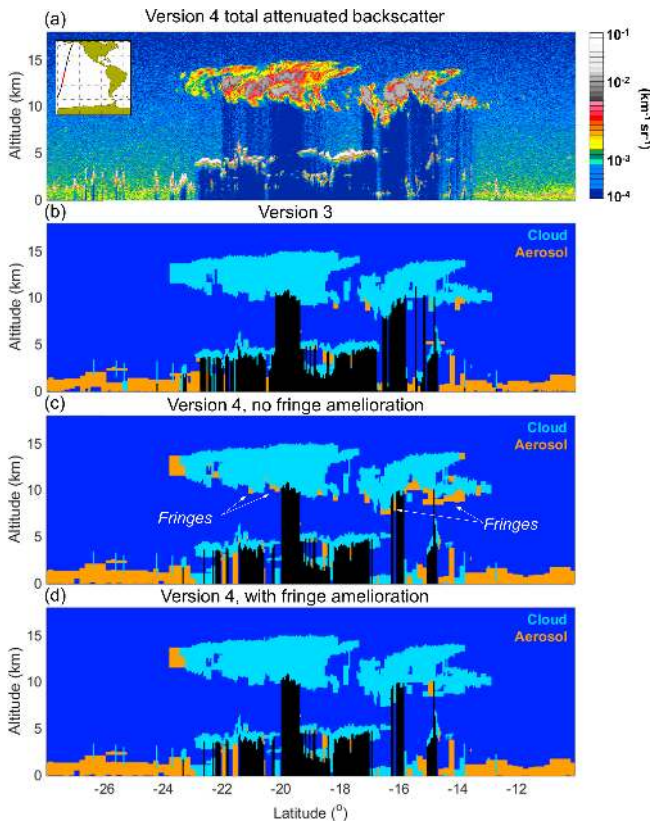 (a) Version 4 total attenuated backscatter
Altitude (km)
15
10
5
0
10-1
10-2
10-3
10-4
(km-1 sr-1)
(b) Version 3
Cloud
Aerosol
Altitude (km)
15
10
5
0
(c) Version 4, no fringe amelioration
Cloud
Aerosol
Altitude (km)
15
10
5
0
Fringes
Fringes
(d) Version 4, with fringe amelioration
Cloud
Aerosol
Altitude (km)
15
10
5
0
-26 -24 -22 -20 -18 -16 -14 -12
Latitude (o)